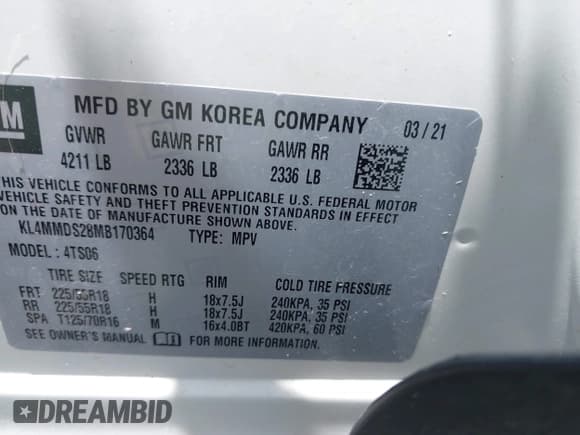 GM
MFD BY GM KOREA COMPANY 03/21
GVWR GAWR FRT GAWR RR
4211 LB 2336 LB 2336 LB
THIS VEHICLE CONFORMS TO ALL APPLICABLE U.S. FEDERAL MOTOR
VEHICLE SAFETY AND THEFT PREVENTION STANDARDS IN EFFECT
ON THE DATE OF MANUFACTURE SHOWN ABOVE.
KL4MMDS28MB170364 TYPE: MPV
MODEL: 4TS06
TIRE SIZE SPEED RTG RIM COLD TIRE PRESSURE
FRT 225/55R18 H 18x7.5J 240KPA, 35 PSI
RR 225/55R18 H 18x7.5J 240KPA, 35 PSI
SPA T125/70R16 M 16x4.0BT 420KPA, 60 PSI
SEE OWNER'S MANUAL FOR MORE INFORMATION.
DREAMBID